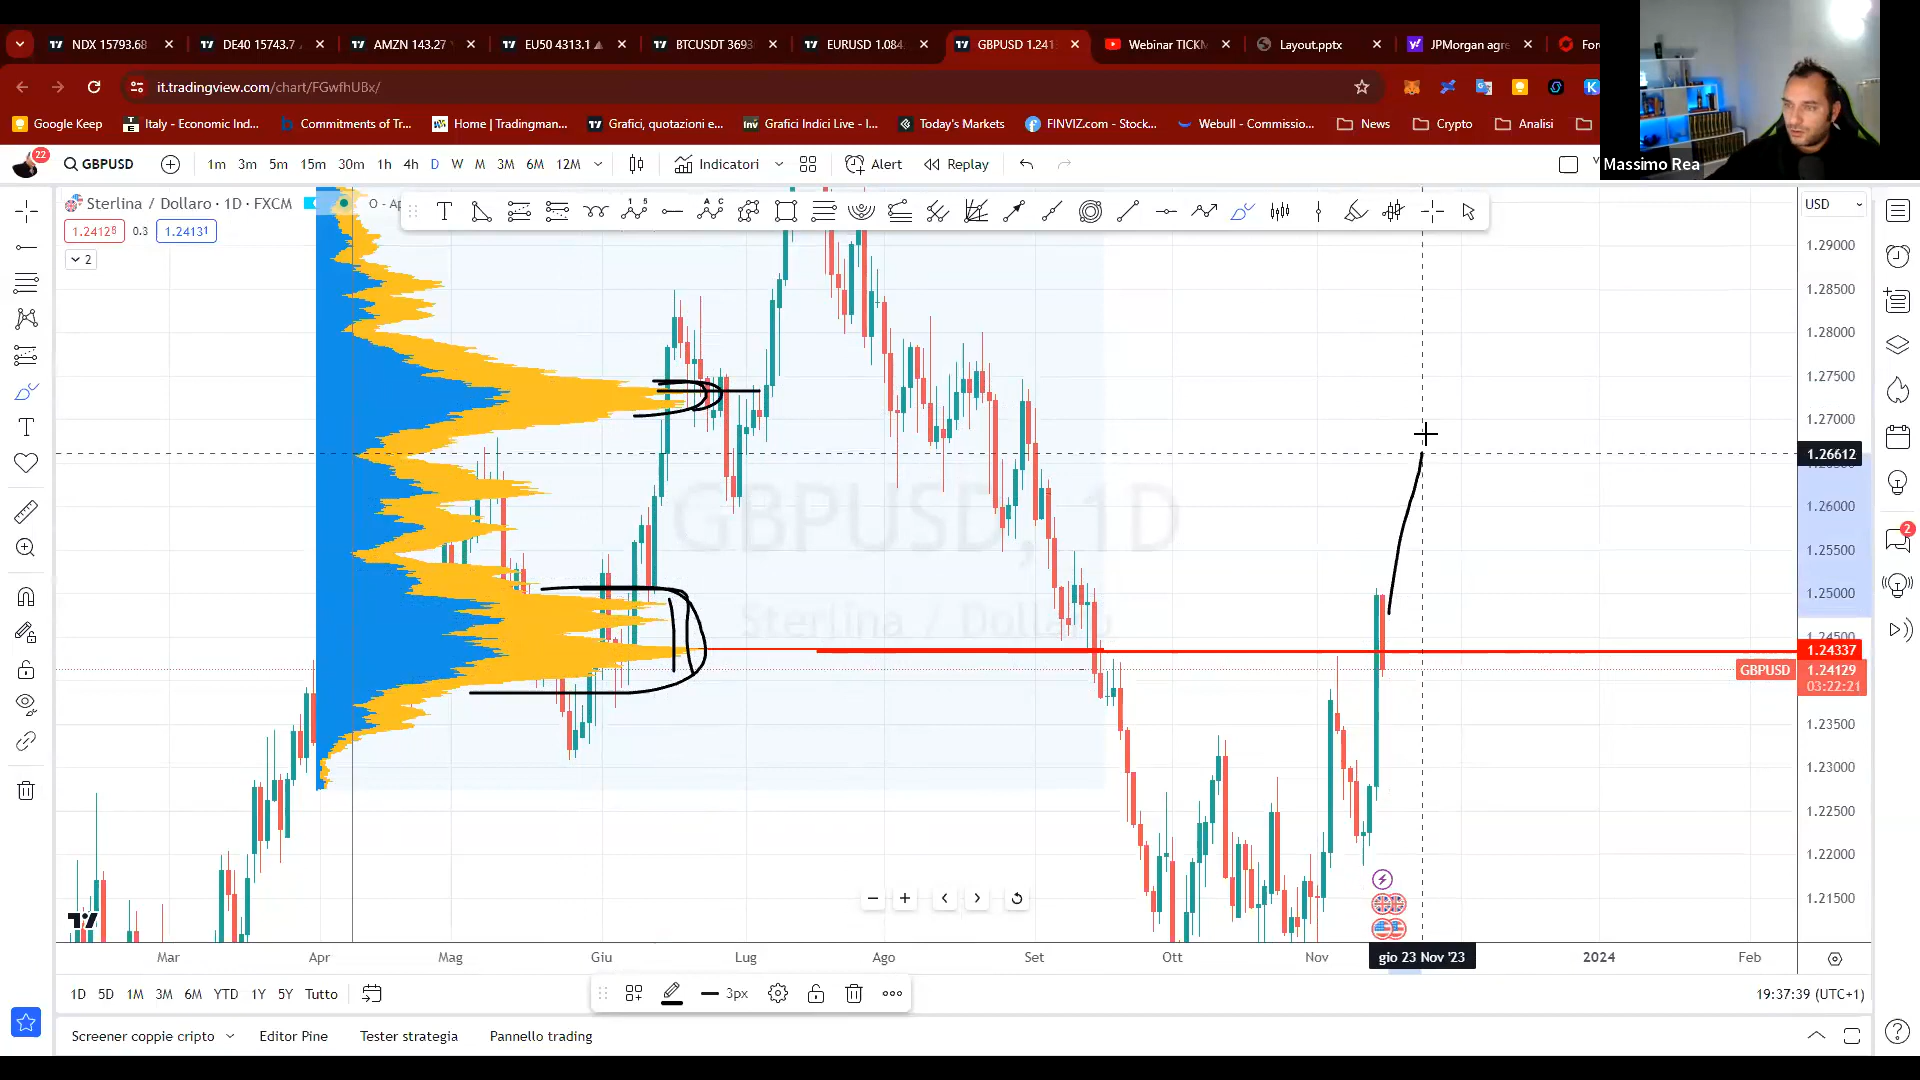 NDX 15793.68
DE40 15743.7
AMZN 143.27
EU50 4313.1
BTCUSDT 3693
EURUSD 1.084
GBPUSD 1.241
Webinar TICKM
Layout.pptx
JPMorgan agre
For
it.tradingview.com/chart/FGwfhUBx/
Google Keep
Italy - Economic Ind...
Commitments of Tr...
Home | Tradingman...
Grafici, quotazioni e...
Grafici Indici Live - I...
Today's Markets
FINVIZ.com - Stock...
Webull - Commissio...
News
Crypto
Analisi
Massimo Rea
22
GBPUSD
1m 3m 5m 15m 30m 1h 4h D W M 3M 6M 12M
Indicatori
Alert
Replay
Sterlina / Dollaro · 1D · FXCM
O - Ap
USD
1.24128
0.3
1.24131
2
1.29000
1.28500
1.28000
1.27500
1.27000
1.26612
1.26000
1.25500
1.25000
1.24500
1.24337
GBPUSD 1.24129
03:22:21
1.23500
1.23000
1.22500
1.22000
1.21500
GBPUSD, 1D
Sterlina / Dollaro
2
Mar Apr Mag Giu Lug Ago Set Ott Nov gio 23 Nov '23 2024 Feb
1D 5D 1M 3M 6M YTD 1Y 5Y Tutto
3px
19:37:39 (UTC+1)
Screener coppie cripto
Editor Pine
Tester strategia
Pannello trading